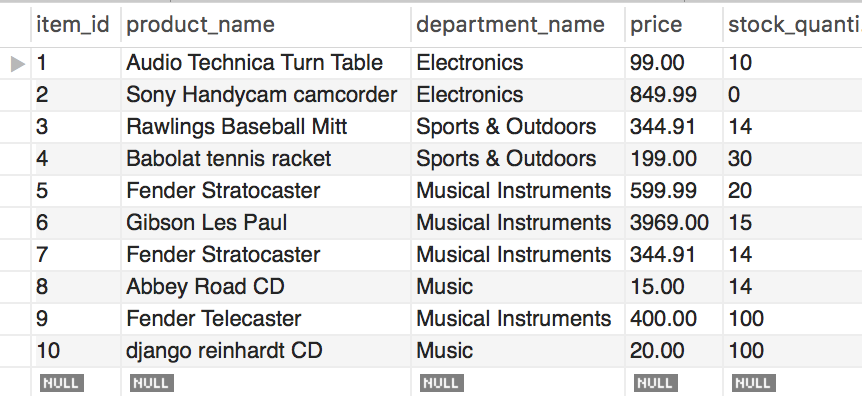 item_id product_name department_name price stock_quanti
1 Audio Technica Turn Table Electronics 99.00 10
2 Sony Handycam camcorder Electronics 849.99 0
3 Rawlings Baseball Mitt Sports & Outdoors 344.91 14
4 Babolat tennis racket Sports & Outdoors 199.00 30
5 Fender Stratocaster Musical Instruments 599.99 20
6 Gibson Les Paul Musical Instruments 3969.00 15
7 Fender Stratocaster Musical Instruments 344.91 14
8 Abbey Road CD Music 15.00 14
9 Fender Telecaster Musical Instruments 400.00 100
10 django reinhardt CD Music 20.00 100
NULL NULL NULL NULL NULL